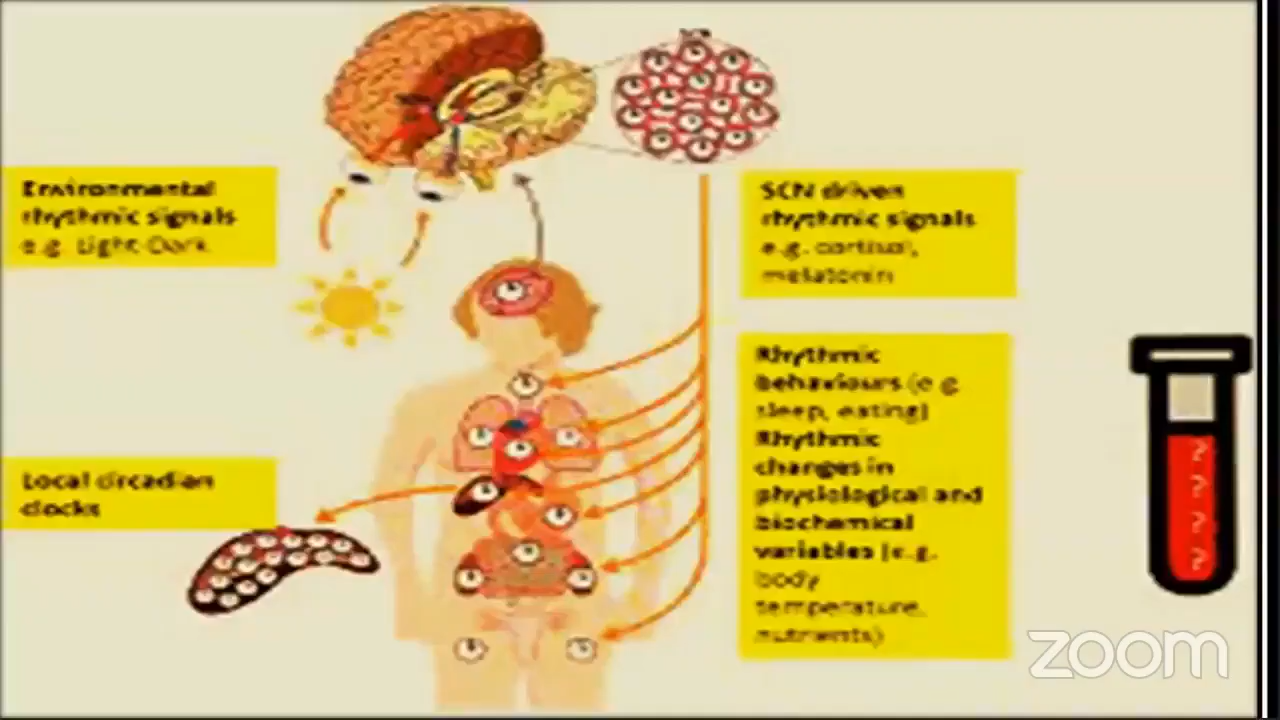 SCN
Environmental
rhythmic signals
e.g. Light-Dark
SCN driven
rhythmic signals
e.g. cortisol,
melatonin
Rhythmic
behaviours (e.g.
sleep, eating)
Rhythmic
changes in
physiological and
biochemical
variables (e.g.
body
temperature,
nutrients)
Local circadian
clocks
zoom